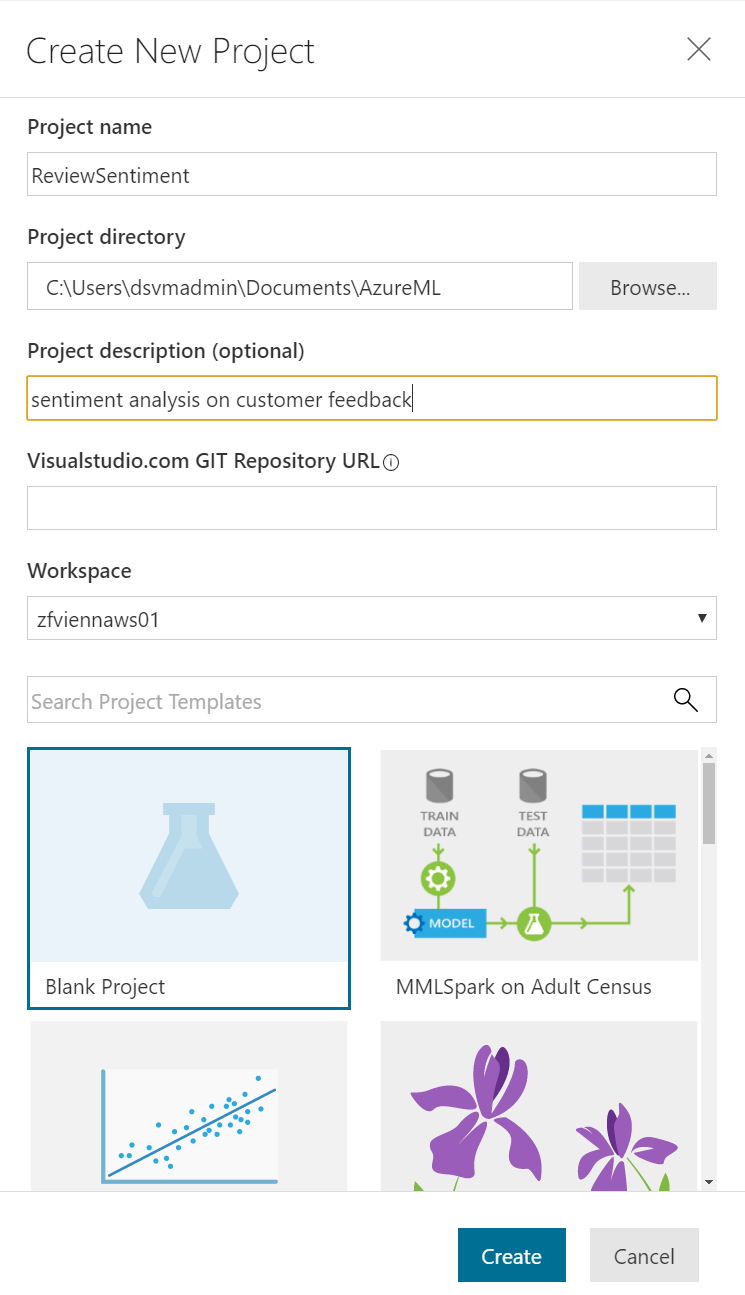 Create New Project
Project name
ReviewSentiment
Project directory
C:\Users\dsvmadmin\Documents\AzureML
Browse...
Project description (optional)
sentiment analysis on customer feedback
Visualstudio.com GIT Repository URL
Workspace
zfviennaws01
Search Project Templates
TRAIN
DATA
TEST
DATA
MODEL
Blank Project
MMLSpark on Adult Census
Create
Cancel